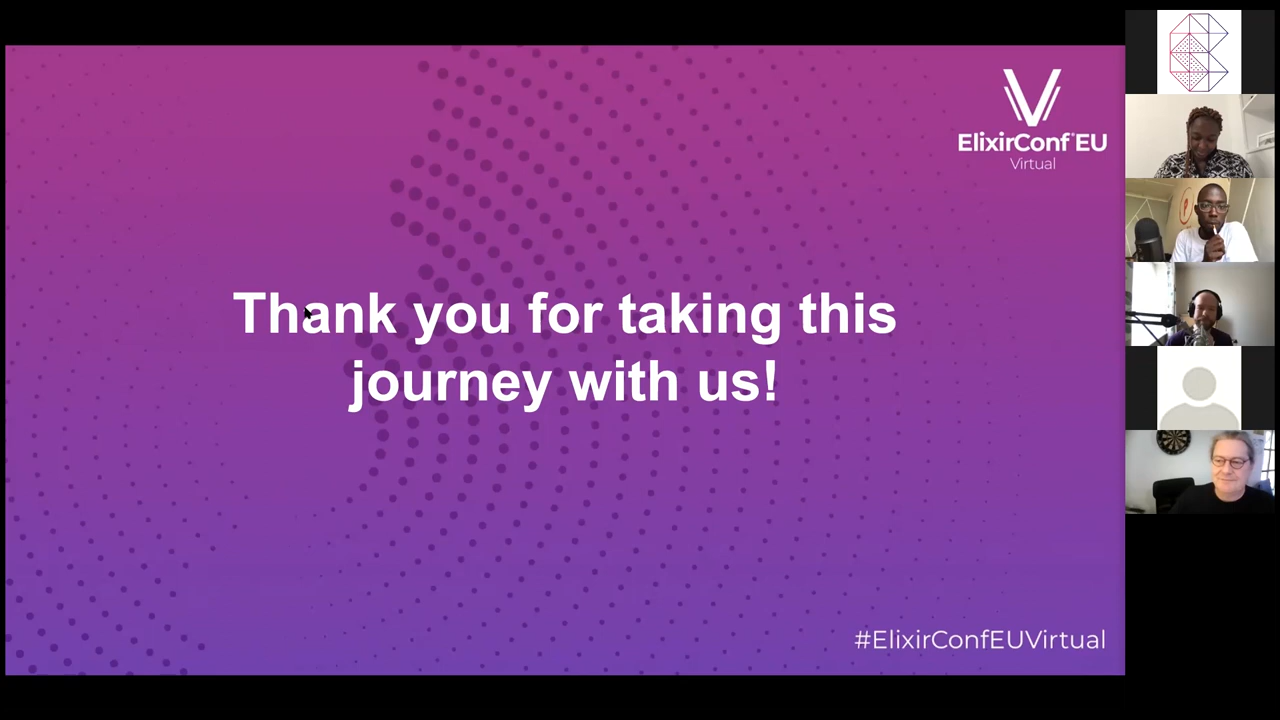 ElixirConf®EU
Virtual
Thank you for taking this
journey with us!
#ElixirConfEUVirtual